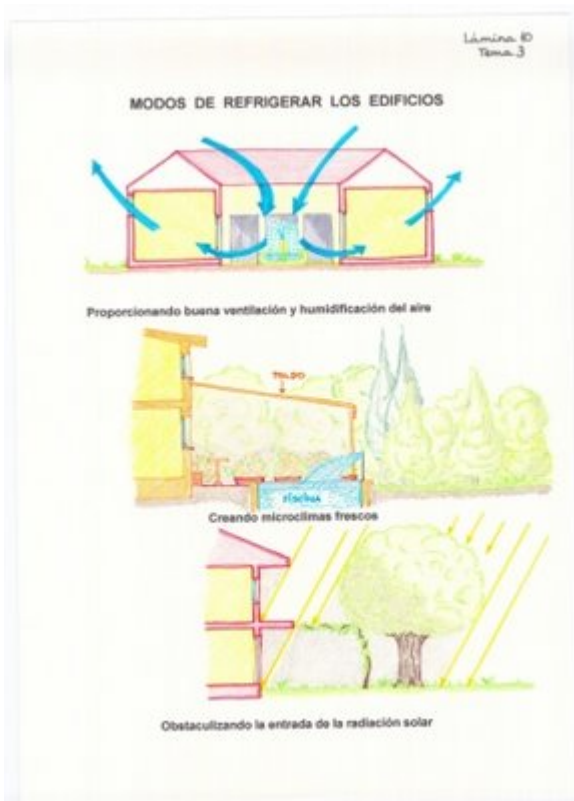 Lámina 10
Tema 3
MODOS DE REFRIGERAR LOS EDIFICIOS
Proporcionando buena ventilación y humidificación del aire
TOLDO
PISCINA
Creando microclimas frescos
Obstaculizando la entrada de la radiación solar